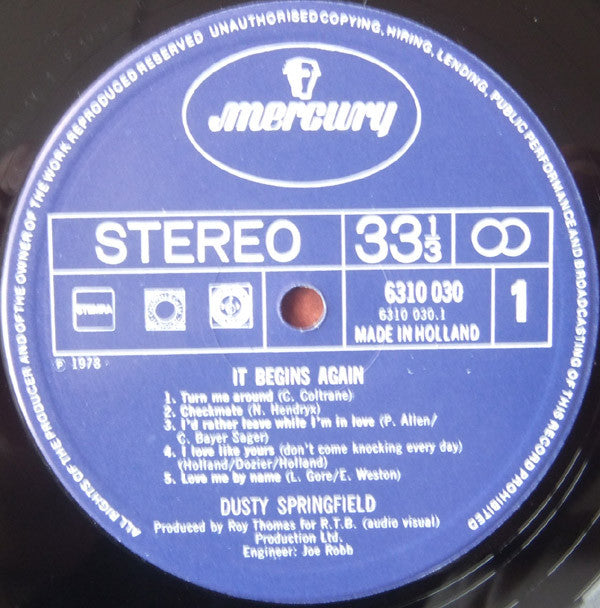 ALL RIGHTS OF THE PRODUCER AND OF THE OWNER OF THE WORK REPRODUCED RESERVED UNAUTHORISED COPYING, HIRING, LENDING, PUBLIC PERFORMANCE AND BROADCASTING OF THIS RECORD PROHIBITED
mercury
STEREO 33 1/3
STEMRA
6310 030
6310 030.1
MADE IN HOLLAND
1
℗ 1978
IT BEGINS AGAIN
1. Turn me around (C. Coltrane)
2. Checkmate (N. Hendryx)
3. I'd rather leave while I'm in love (P. Allen/
C. Bayer Sager)
4. I love like yours (don't come knocking every day)
(Holland/Dozier/Holland)
5. Love me by name (L. Gore/E. Weston)
DUSTY SPRINGFIELD
Produced by Roy Thomas for R.T.B. (audio visual)
Production Ltd.
Engineer: Joe Robb